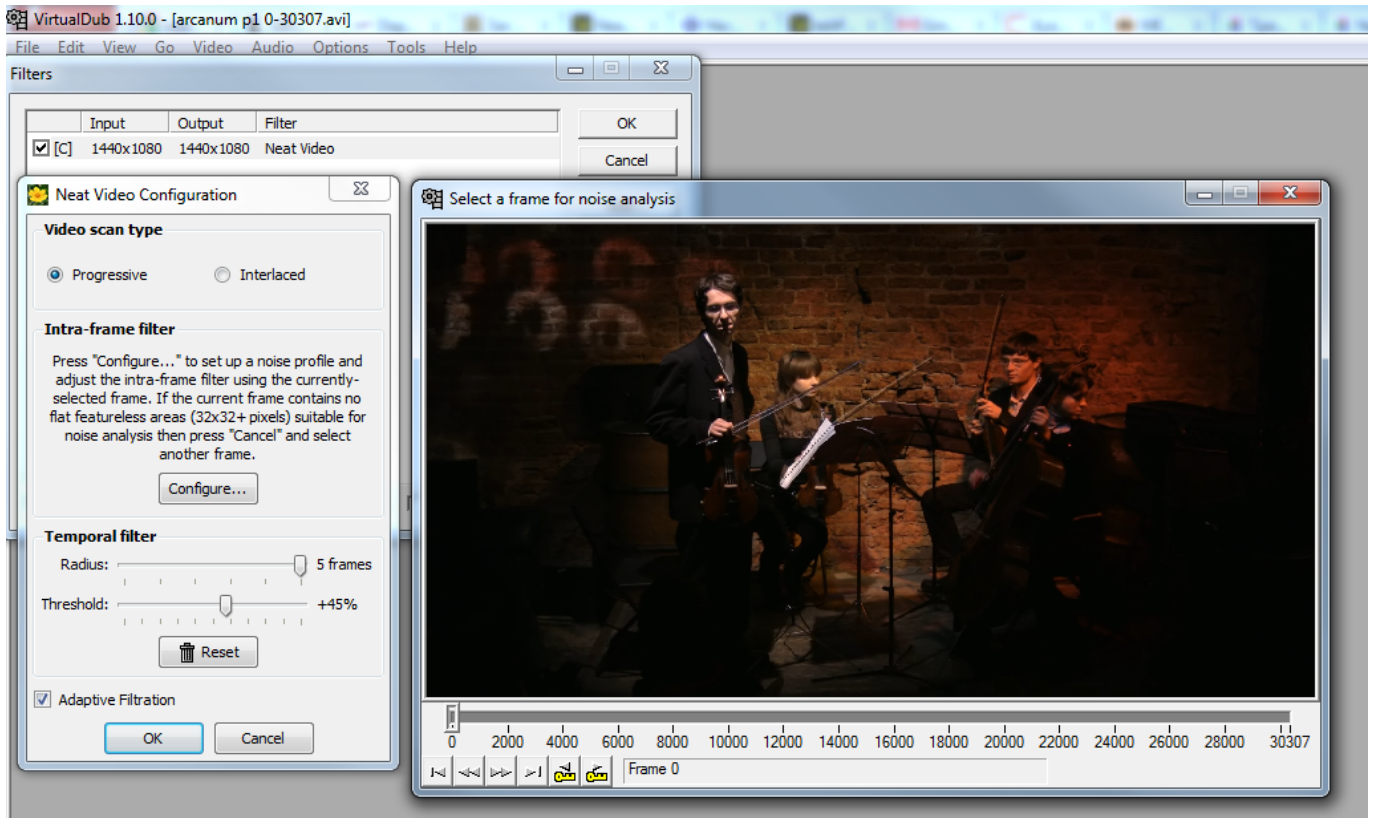 VirtualDub 1.10.0 - [arcanum p1 0-30307.avi]
File Edit View Go Video Audio Options Tools Help
Filters
Input Output Filter
[C] 1440x1080 1440x1080 Neat Video
OK
Cancel
Neat Video Configuration
Video scan type
Progressive Interlaced
Intra-frame filter
Press "Configure..." to set up a noise profile and
adjust the intra-frame filter using the currently-
selected frame. If the current frame contains no
flat featureless areas (32x32+ pixels) suitable for
noise analysis then press "Cancel" and select
another frame.
Configure...
Temporal filter
Radius: 5 frames
Threshold: +45%
Reset
Adaptive Filtration
OK Cancel
Select a frame for noise analysis
0 2000 4000 6000 8000 10000 12000 14000 16000 18000 20000 22000 24000 26000 28000 30307
Frame 0